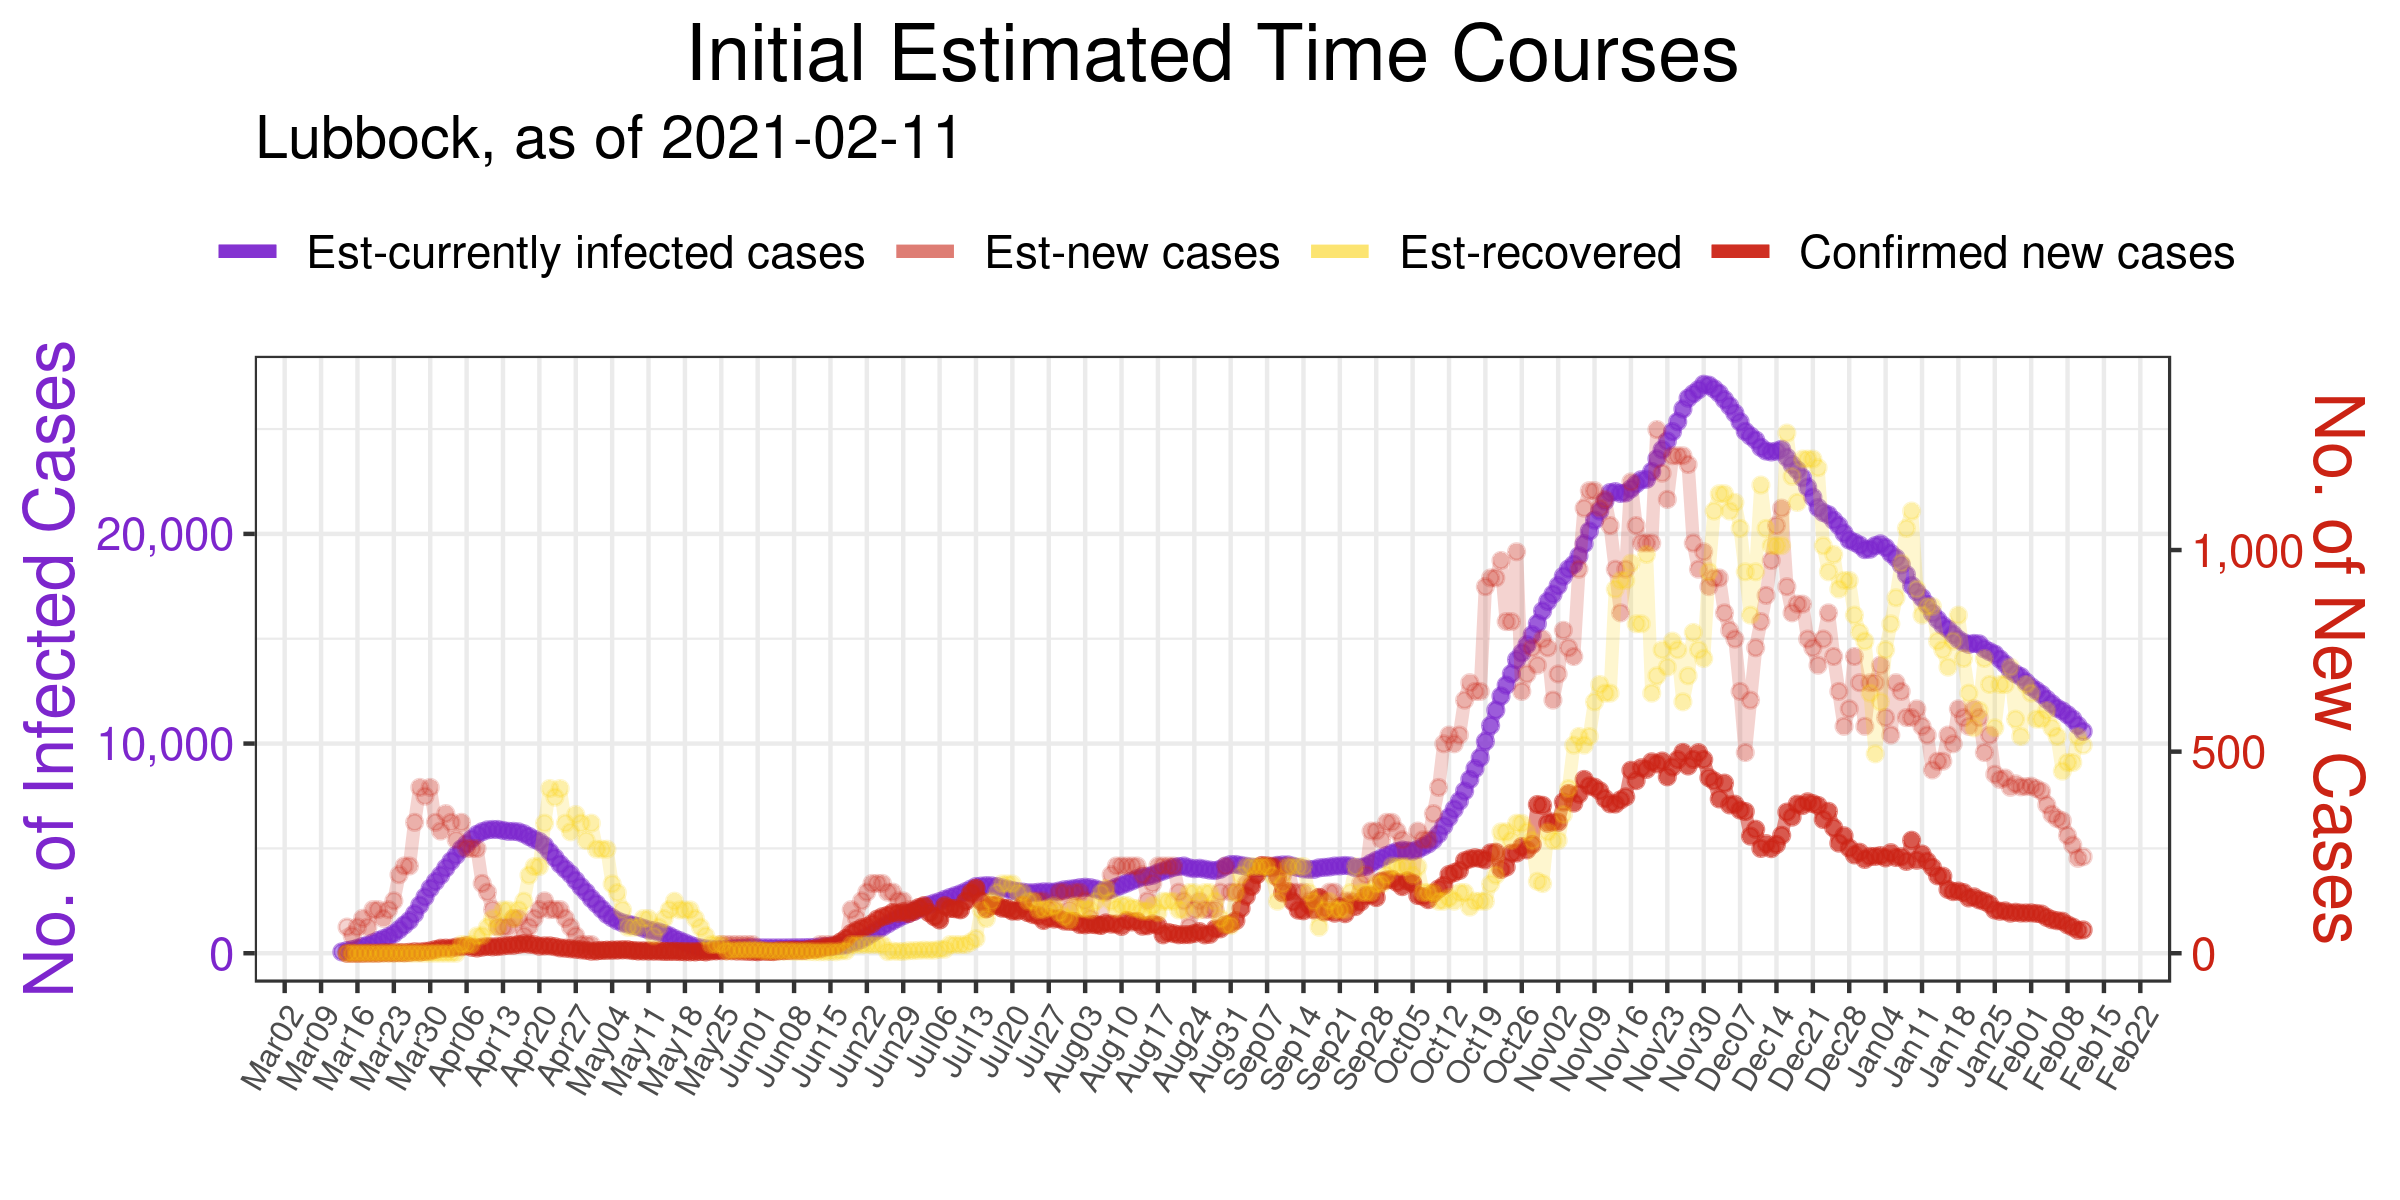 Initial Estimated Time Courses
Lubbock, as of 2021-02-11
Est-currently infected cases
Est-new cases
Est-recovered
Confirmed new cases
No. of Infected Cases
20,000
10,000
0
1,000
500
0
No. of New Cases
Mar02
Mar09
Mar16
Mar23
Mar30
Apr06
Apr13
Apr20
Apr27
May04
May11
May18
May25
Jun01
Jun08
Jun15
Jun22
Jun29
Jul06
Jul13
Jul20
Jul27
Aug03
Aug10
Aug17
Aug24
Aug31
Sep07
Sep14
Sep21
Sep28
Oct05
Oct12
Oct19
Oct26
Nov02
Nov09
Nov16
Nov23
Nov30
Dec07
Dec14
Dec21
Dec28
Jan04
Jan11
Jan18
Jan25
Feb01
Feb08
Feb15
Feb22